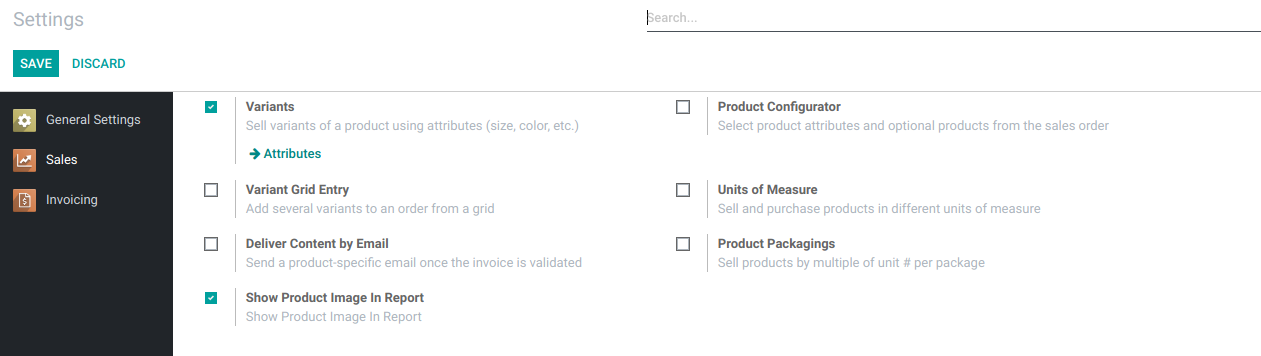 Settings
Search...
SAVE DISCARD
General Settings
Sales
Invoicing
Variants
Sell variants of a product using attributes (size, color, etc.)
Attributes
Product Configurator
Select product attributes and optional products from the sales order
Variant Grid Entry
Add several variants to an order from a grid
Units of Measure
Sell and purchase products in different units of measure
Deliver Content by Email
Send a product-specific email once the invoice is validated
Product Packagings
Sell products by multiple of unit # per package
Show Product Image In Report
Show Product Image In Report